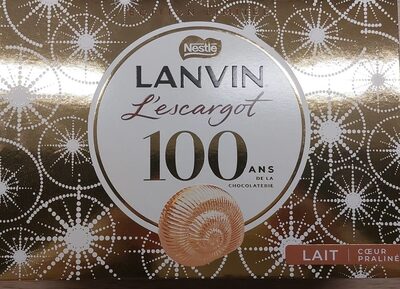 Nestlé
LANVIN
L'escargot
100 ANS
DE LA
CHOCOLATERIE
LAIT
CŒUR
PRALINÉ